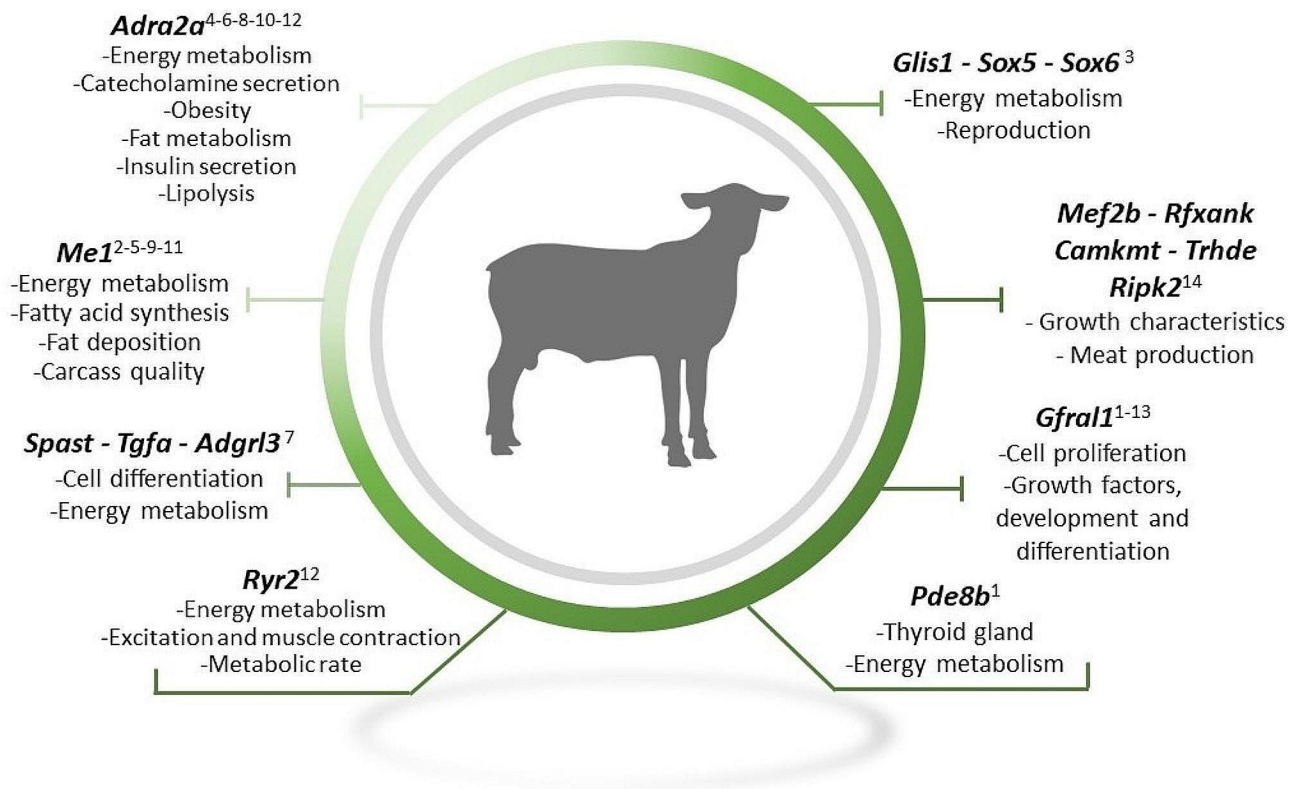 Adra2a4-6-8-10-12
-Energy metabolism
-Catecholamine secretion
-Obesity
-Fat metabolism
-Insulin secretion
-Lipolysis
Me12-5-9-11
-Energy metabolism
-Fatty acid synthesis
-Fat deposition
-Carcass quality
Spast - Tgfa - Adgrl3 7
-Cell differentiation
-Energy metabolism
Ryr212
-Energy metabolism
-Excitation and muscle contraction
-Metabolic rate
Glis1 - Sox5 - Sox6 3
-Energy metabolism
-Reproduction
Mef2b - Rfxank
Camkmt - Trhde
Ripk214
- Growth characteristics
- Meat production
Gfral11-13
-Cell proliferation
-Growth factors,
development and
differentiation
Pde8b1
-Thyroid gland
-Energy metabolism